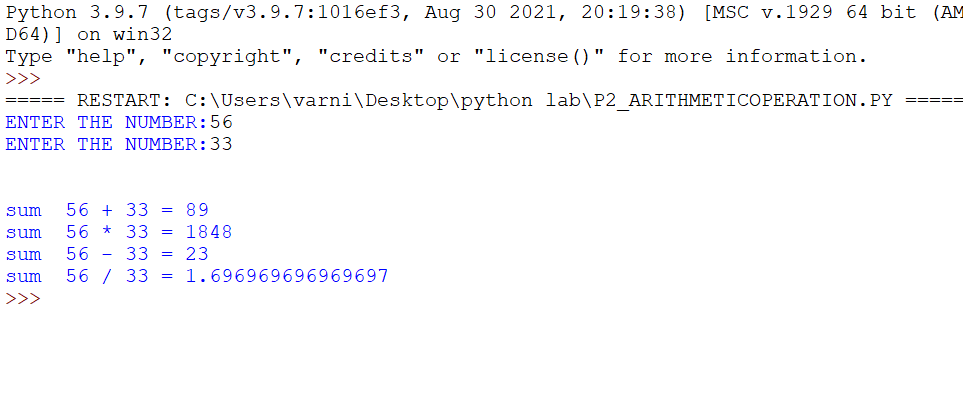 Python 3.9.7 (tags/v3.9.7:1016ef3, Aug 30 2021, 20:19:38) [MSC v.1929 64 bit (AM
D64)] on win32
Type "help", "copyright", "credits" or "license()" for more information.
>>>
===== RESTART: C:\Users\varni\Desktop\python lab\P2_ARITHMETICOPERATION.PY =====
ENTER THE NUMBER:56
ENTER THE NUMBER:33
sum  56 + 33 = 89
sum  56 * 33 = 1848
sum  56 - 33 = 23
sum  56 / 33 = 1.696969696969697
>>>